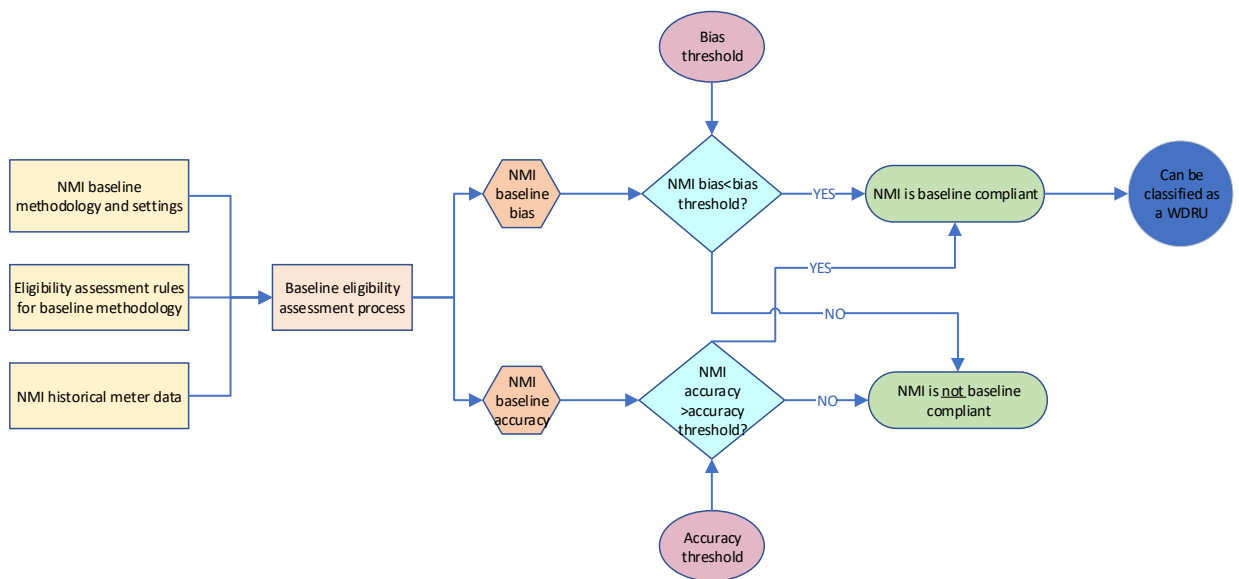 Bias
threshold
NMI baseline
methodology and settings
NMI
baseline
bias
NMI bias<bias
threshold?
YES
NMI is baseline compliant
Can be
classified as
a WDRU
Eligibility assessment rules
for baseline methodology
Baseline eligibility
assessment process
YES
NO
NMI historical meter data
NMI
baseline
accuracy
NMI
accuracy
>accuracy
threshold?
NO
NMI is not baseline
compliant
Accuracy
threshold